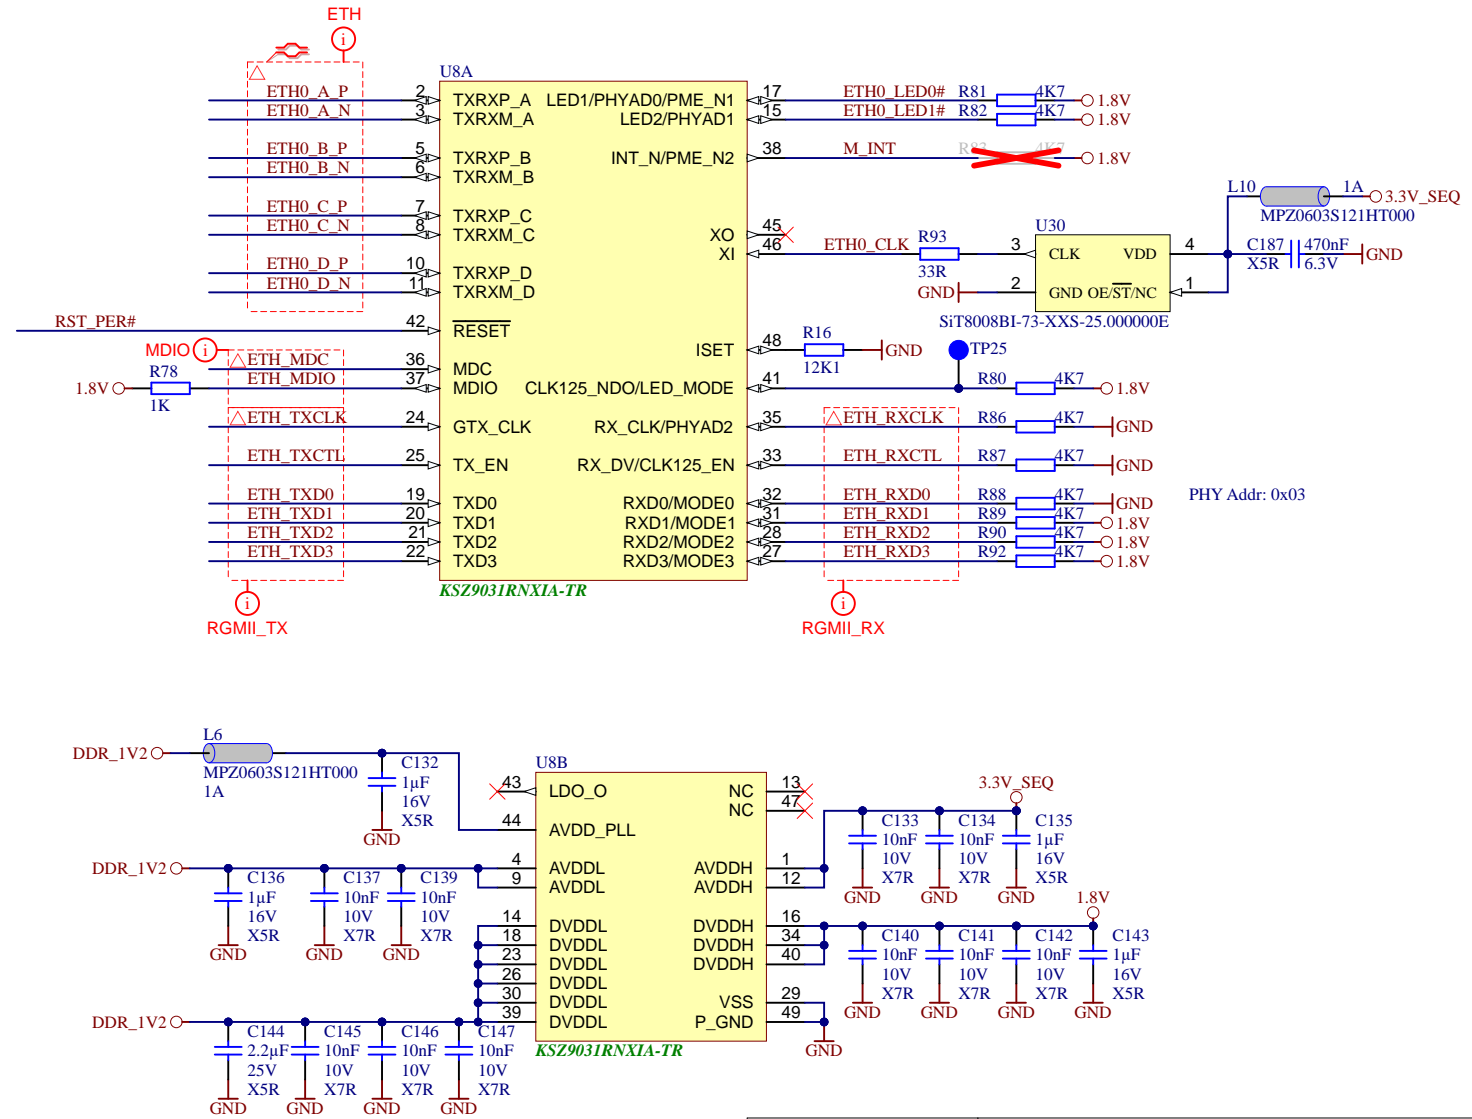 ETH
U8A
ETH0_A_P 2 TXRXP_A LED1/PHYAD0/PME_N1 17 ETH0_LED0# R81 4K7 1.8V
ETH0_A_N 3 TXRXM_A LED2/PHYAD1 15 ETH0_LED1# R82 4K7 1.8V
ETH0_B_P 5 TXRXP_B INT_N/PME_N2 38 M_INT R83 4K7 1.8V
ETH0_B_N 6 TXRXM_B
L10 1A 3.3V_SEQ
MPZ0603S121HT000
ETH0_C_P 7 TXRXP_C
ETH0_C_N 8 TXRXM_C XO 45
U30
XI 46 ETH0_CLK R93 33R 3 CLK VDD 4 C187 470nF GND
X5R 6.3V
ETH0_D_P 10 TXRXP_D
ETH0_D_N 11 TXRXM_D GND 2 GND OE/ST/NC 1
SiT8008BI-73-XXS-25.000000E
RST_PER# 42 RESET
MDIO
ISET 48 R16 12K1 GND
TP25
ETH_MDC 36 MDC
1.8V R78 1K ETH_MDIO 37 MDIO CLK125_NDO/LED_MODE 41 R80 4K7 1.8V
ETH_TXCLK 24 GTX_CLK RX_CLK/PHYAD2 35 ETH_RXCLK R86 4K7 GND
ETH_TXCTL 25 TX_EN RX_DV/CLK125_EN 33 ETH_RXCTL R87 4K7 GND
ETH_TXD0 19 TXD0 RXD0/MODE0 32 ETH_RXD0 R88 4K7 GND PHY Addr: 0x03
ETH_TXD1 20 TXD1 RXD1/MODE1 31 ETH_RXD1 R89 4K7 1.8V
ETH_TXD2 21 TXD2 RXD2/MODE2 28 ETH_RXD2 R90 4K7 1.8V
ETH_TXD3 22 TXD3 RXD3/MODE3 27 ETH_RXD3 R92 4K7 1.8V
KSZ9031RNXIA-TR
RGMII_TX RGMII_RX
L6
DDR_1V2
MPZ0603S121HT000
1A
C132
1µF
16V
X5R
GND
U8B
43 LDO_O NC 13
NC 47
44 AVDD_PLL
3.3V_SEQ
C133 C134 C135
10nF 10nF 1µF
10V 10V 16V
X7R X7R X5R
GND GND GND
DDR_1V2 4 AVDDL AVDDH 1
9 AVDDL AVDDH 12
C136 C137 C139
1µF 10nF 10nF
16V 10V 10V
X5R X7R X7R
GND GND GND
1.8V
14 DVDDL DVDDH 16
18 DVDDL DVDDH 34
23 DVDDL DVDDH 40
26 DVDDL
30 DVDDL VSS 29
DDR_1V2 39 DVDDL P_GND 49
GND
C140 C141 C142 C143
10nF 10nF 10nF 1µF
10V 10V 10V 16V
X7R X7R X7R X5R
GND GND GND GND
KSZ9031RNXIA-TR
C144 C145 C146 C147
2.2µF 10nF 10nF 10nF
25V 10V 10V 10V
X5R X7R X7R X7R
GND GND GND GND